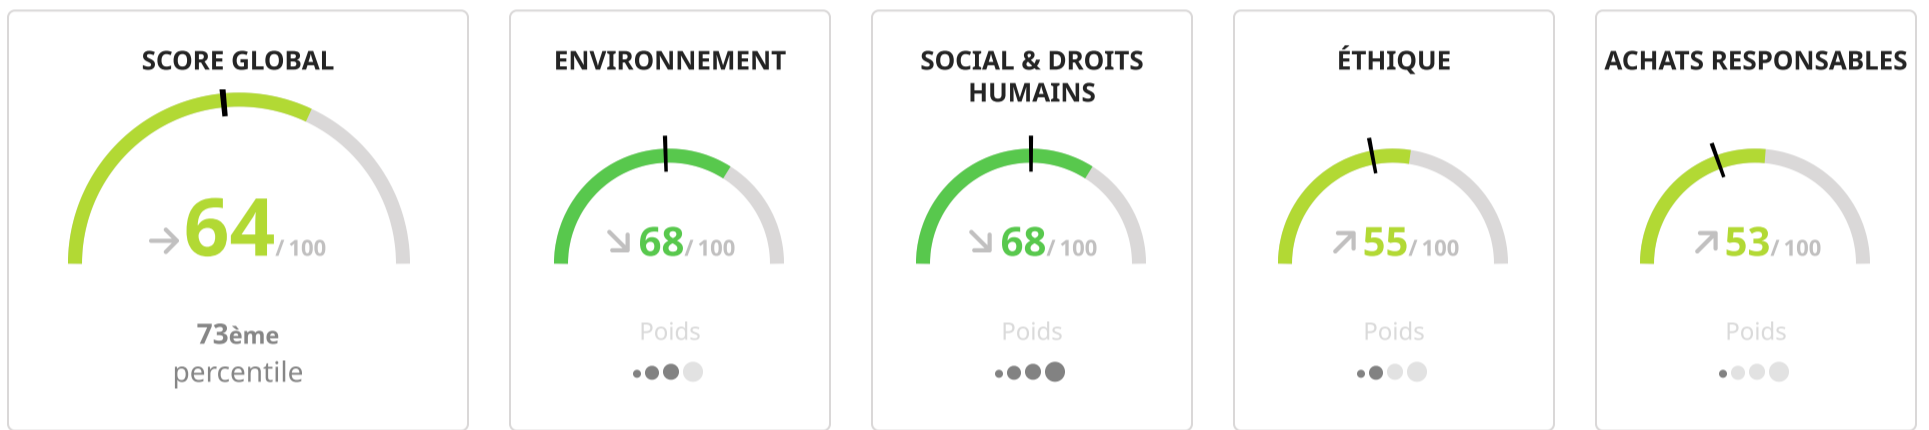 SCORE GLOBAL
64 / 100
73ème
percentile
ENVIRONNEMENT
68 / 100
Poids
SOCIAL & DROITS
HUMAINS
68 / 100
Poids
ÉTHIQUE
55 / 100
Poids
ACHATS RESPONSABLES
53 / 100
Poids